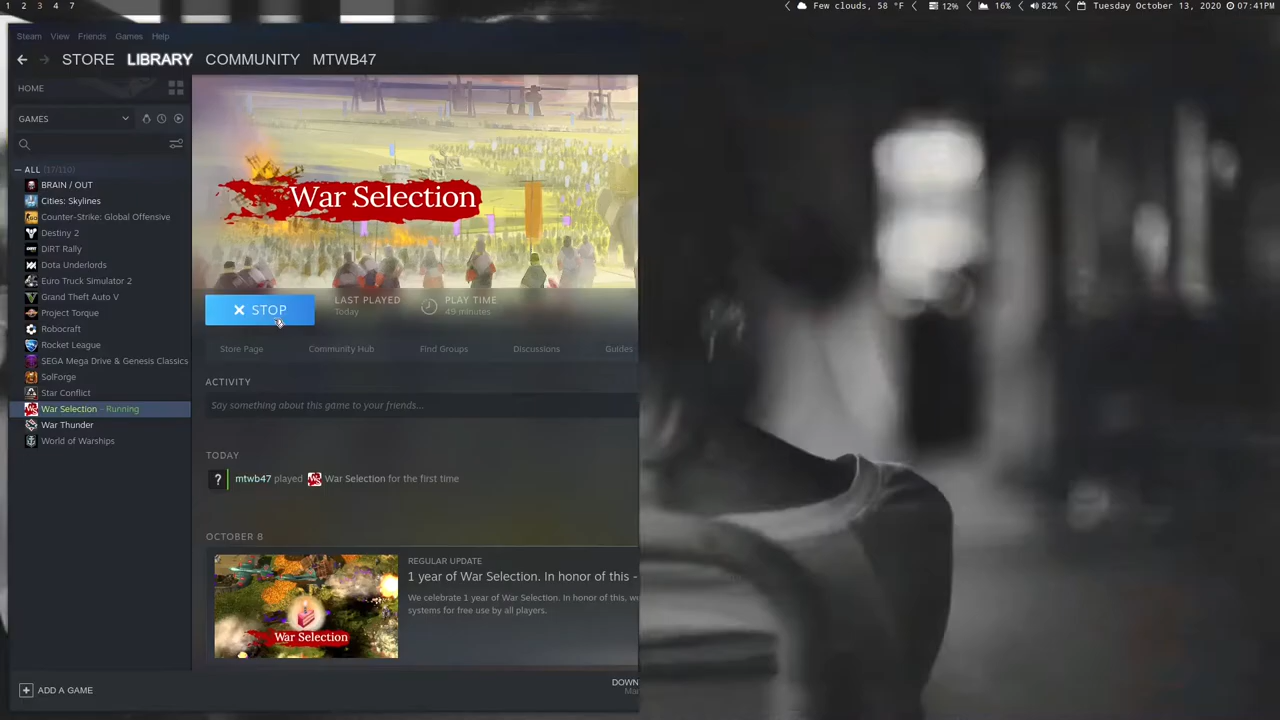 1 2 3 4 7
Few clouds, 58 °F 12% 16% 82% Tuesday October 13, 2020 07:41PM
Steam View Friends Games Help
STORE LIBRARY COMMUNITY MTWB47
HOME
GAMES
ALL (17/110)
BRAIN / OUT
Cities: Skylines
Counter-Strike: Global Offensive
Destiny 2
DIRT Rally
Dota Underlords
Euro Truck Simulator 2
Grand Theft Auto V
Project Torque
Robocraft
Rocket League
SEGA Mega Drive & Genesis Classics
SolForge
Star Conflict
War Selection - Running
War Thunder
World of Warships
ADD A GAME
War Selection
STOP
LAST PLAYED
Today
PLAY TIME
49 minutes
Store Page Community Hub Find Groups Discussions Guides
ACTIVITY
Say something about this game to your friends...
TODAY
? mtwb47 played War Selection for the first time
OCTOBER 8
War Selection
REGULAR UPDATE
1 year of War Selection. In honor of this -
We celebrate 1 year of War Selection. In honor of this, we
systems for free use by all players.
DOWN